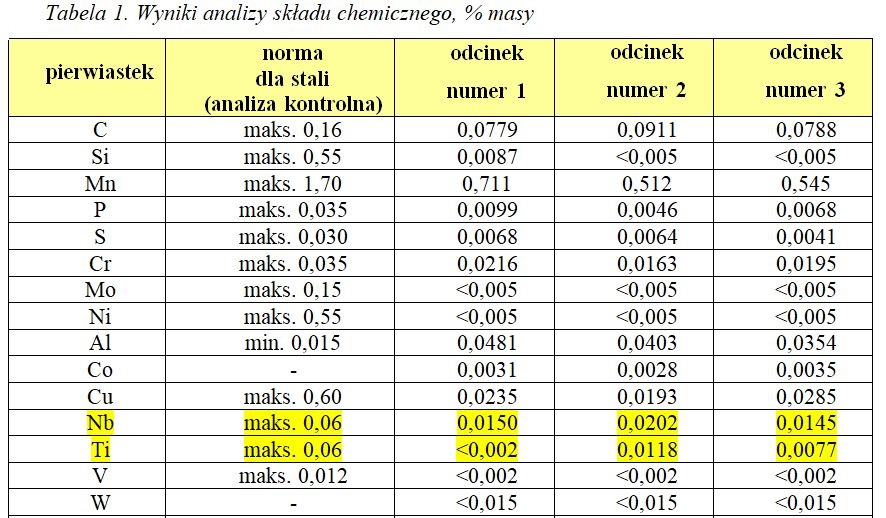 Tabela 1. Wyniki analizy składu chemicznego, % masy
pierwiastek | norma dla stali (analiza kontrolna) | odcinek numer 1 | odcinek numer 2 | odcinek numer 3
C | maks. 0,16 | 0,0779 | 0,0911 | 0,0788
Si | maks. 0,55 | 0,0087 | <0,005 | <0,005
Mn | maks. 1,70 | 0,711 | 0,512 | 0,545
P | maks. 0,035 | 0,0099 | 0,0046 | 0,0068
S | maks. 0,030 | 0,0068 | 0,0064 | 0,0041
Cr | maks. 0,035 | 0,0216 | 0,0163 | 0,0195
Mo | maks. 0,15 | <0,005 | <0,005 | <0,005
Ni | maks. 0,55 | <0,005 | <0,005 | <0,005
Al | min. 0,015 | 0,0481 | 0,0403 | 0,0354
Co | - | 0,0031 | 0,0028 | 0,0035
Cu | maks. 0,60 | 0,0235 | 0,0193 | 0,0285
Nb | maks. 0,06 | 0,0150 | 0,0202 | 0,0145
Ti | maks. 0,06 | <0,002 | 0,0118 | 0,0077
V | maks. 0,012 | <0,002 | <0,002 | <0,002
W | - | <0,015 | <0,015 | <0,015